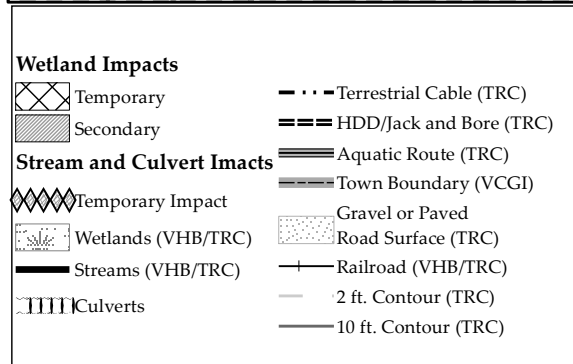 Wetland Impacts
Temporary
Secondary
Stream and Culvert Imacts
Temporary Impact
Wetlands (VHB/TRC)
Streams (VHB/TRC)
Culverts
Terrestrial Cable (TRC)
HDD/Jack and Bore (TRC)
Aquatic Route (TRC)
Town Boundary (VCGI)
Gravel or Paved
Road Surface (TRC)
Railroad (VHB/TRC)
2 ft. Contour (TRC)
10 ft. Contour (TRC)